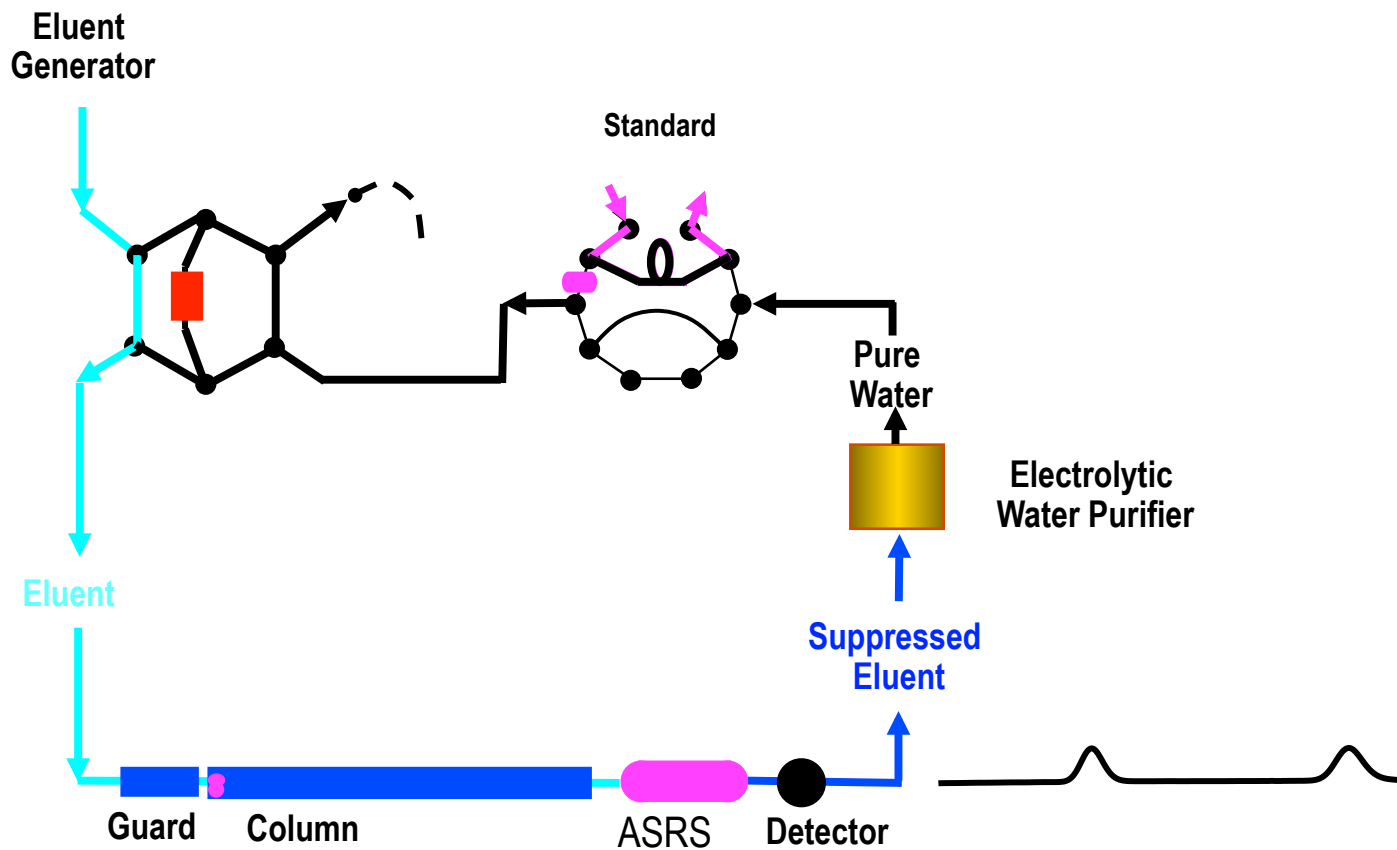 Eluent
Generator
Standard
Pure
Water
Electrolytic
Water Purifier
Eluent
Suppressed
Eluent
Guard
Column
ASRS
Detector